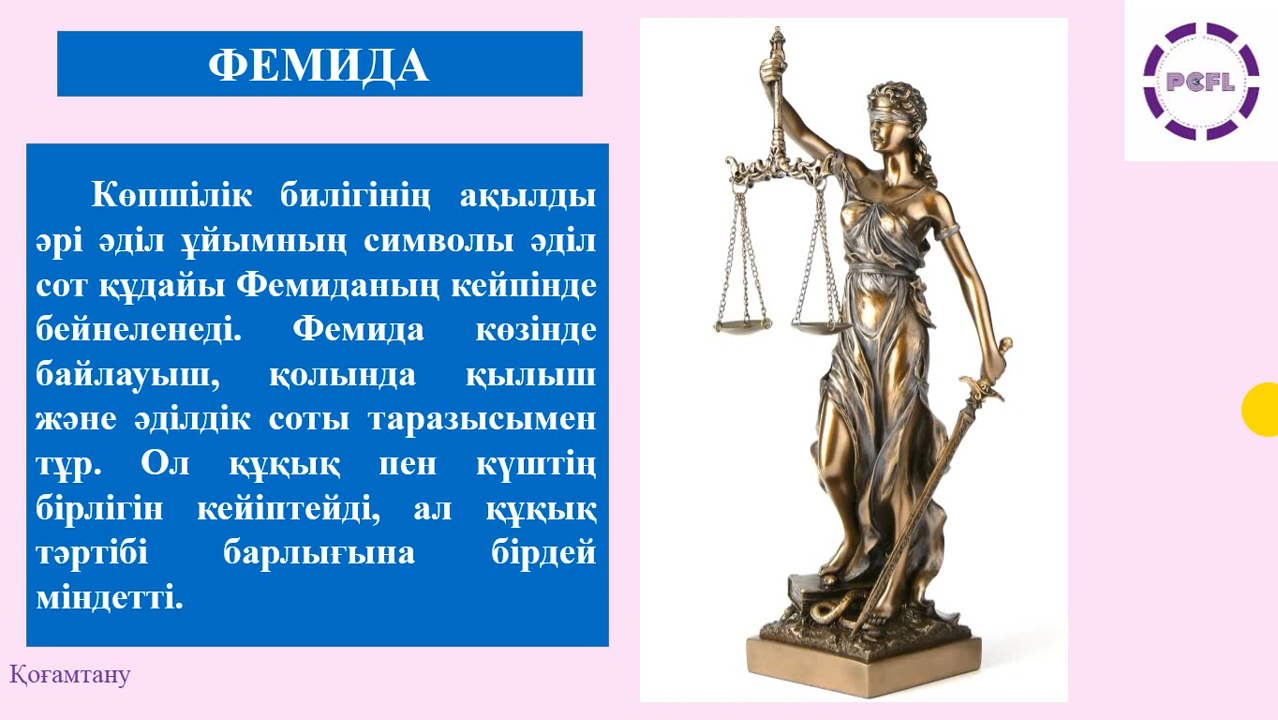 ФЕМИДА
Көпшілік билігінің ақылды
әрі әділ ұйымның символы әділ
сот құдайы Фемиданың кейпінде
бейнеленеді. Фемида көзінде
байлауыш, қолында қылыш
және әділдік соты таразысымен
тұр. Ол құқық пен күштің
бірлігін кейіптейді, ал құқық
тәртібі барлығына бірдей
міндетті.
Қоғамтану
PCFL